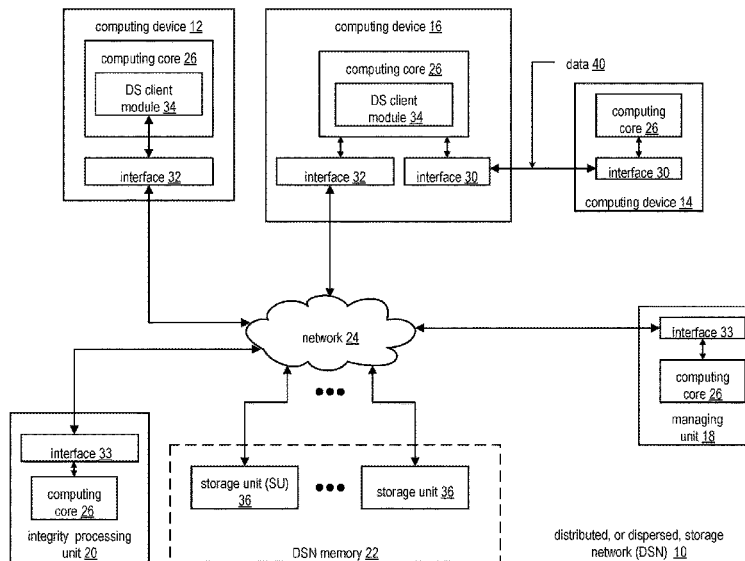 computing device 12
computing core 26
DS client
module 34
interface 32
computing device 16
computing core 26
DS client
module 34
interface 32
interface 30
data 40
computing
core 26
interface 30
computing device 14
network 24
interface 33
computing
core 26
managing
unit 18
interface 33
computing
core 26
integrity processing
unit 20
storage unit (SU)
36
storage unit 36
DSN memory 22
distributed, or dispersed, storage
network (DSN) 10